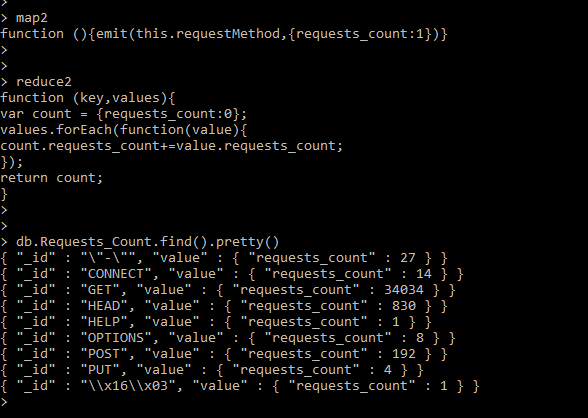 >
> map2
function (){emit(this.requestMethod,{requests_count:1})}
>
>
> reduce2
function (key,values){
var count = {requests_count:0};
values.forEach(function(value){
count.requests_count+=value.requests_count;
});
return count;
}
>
>
> db.Requests_Count.find().pretty()
{ "_id" : "\"-\"", "value" : { "requests_count" : 27 } }
{ "_id" : "CONNECT", "value" : { "requests_count" : 14 } }
{ "_id" : "GET", "value" : { "requests_count" : 34034 } }
{ "_id" : "HEAD", "value" : { "requests_count" : 830 } }
{ "_id" : "HELP", "value" : { "requests_count" : 1 } }
{ "_id" : "OPTIONS", "value" : { "requests_count" : 8 } }
{ "_id" : "POST", "value" : { "requests_count" : 192 } }
{ "_id" : "PUT", "value" : { "requests_count" : 4 } }
{ "_id" : "\\x16\\x03", "value" : { "requests_count" : 1 } }
>